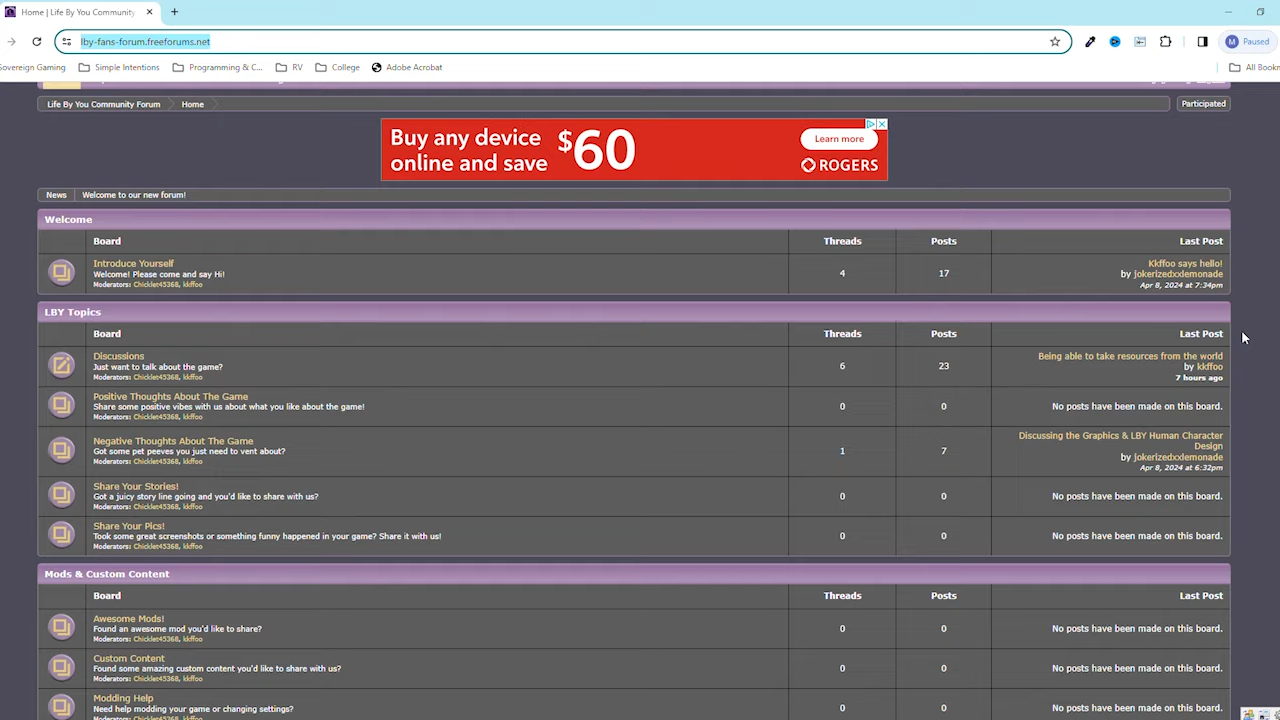 Home | Life By You Community
lby-fans-forum.freeforums.net
M Paused
Sovereign Gaming Simple Intentions Programming & C... RV College Adobe Acrobat All Bookn
Life By You Community Forum Home Participated
Buy any device
online and save
$60
Learn more
ROGERS
News Welcome to our new forum!
Welcome
Board Threads Posts Last Post
Introduce Yourself
Welcome! Please come and say Hi!
Moderators: Chicklet45368, kkffoo
4 17
Kkffoo says hello!
by jokerizedxxlemonade
Apr 8, 2024 at 7:34pm
LBY Topics
Board Threads Posts Last Post
Discussions
Just want to talk about the game?
Moderators: Chicklet45368, kkffoo
6 23
Being able to take resources from the world
by kkffoo
7 hours ago
Positive Thoughts About The Game
Share some positive vibes with us about what you like about the game!
Moderators: Chicklet45368, kkffoo
0 0 No posts have been made on this board.
Negative Thoughts About The Game
Got some pet peeves you just need to vent about?
Moderators: Chicklet45368, kkffoo
1 7
Discussing the Graphics & LBY Human Character
Design
by jokerizedxxlemonade
Apr 8, 2024 at 6:32pm
Share Your Stories!
Got a juicy story line going and you'd like to share with us?
Moderators: Chicklet45368, kkffoo
0 0 No posts have been made on this board.
Share Your Pics!
Took some great screenshots or something funny happened in your game? Share it with us!
Moderators: Chicklet45368, kkffoo
0 0 No posts have been made on this board.
Mods & Custom Content
Board Threads Posts Last Post
Awesome Mods!
Found an awesome mod you'd like to share?
Moderators: Chicklet45368, kkffoo
0 0 No posts have been made on this board.
Custom Content
Found some amazing custom content you'd like to share with us?
Moderators: Chicklet45368, kkffoo
0 0 No posts have been made on this board.
Modding Help
Need help modding your game or changing settings?
Moderators: Chicklet45368, kkffoo
0 0 No posts have been made on this board.